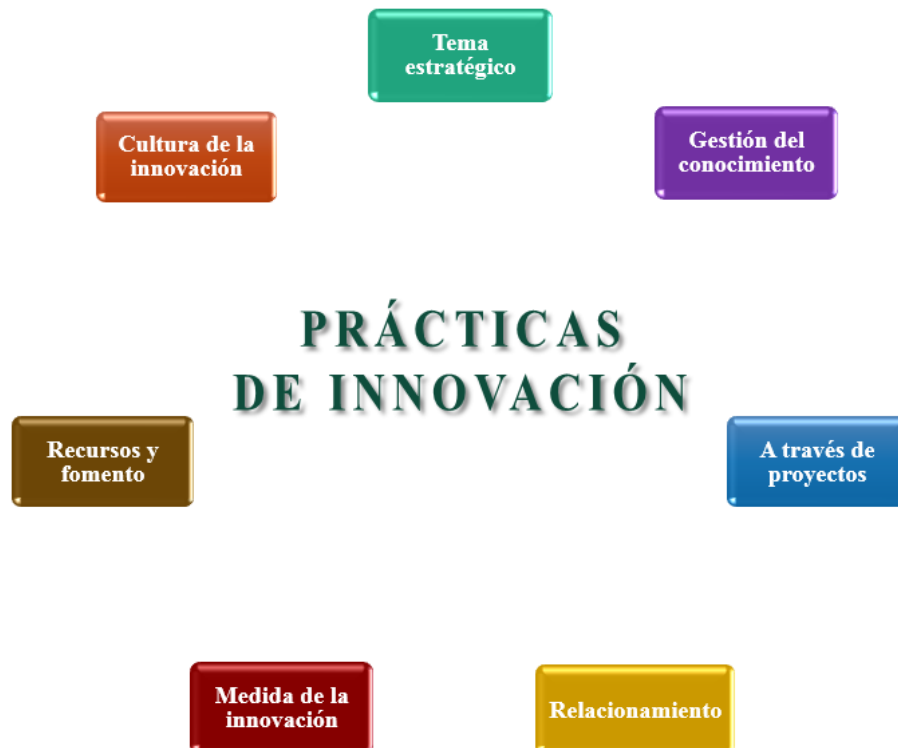 Tema
estratégico
Cultura de la
innovación
Gestión del
conocimiento
PRÁCTICAS
DE INNOVACIÓN
Recursos y
fomento
A través de
proyectos
Medida de la
innovación
Relacionamiento